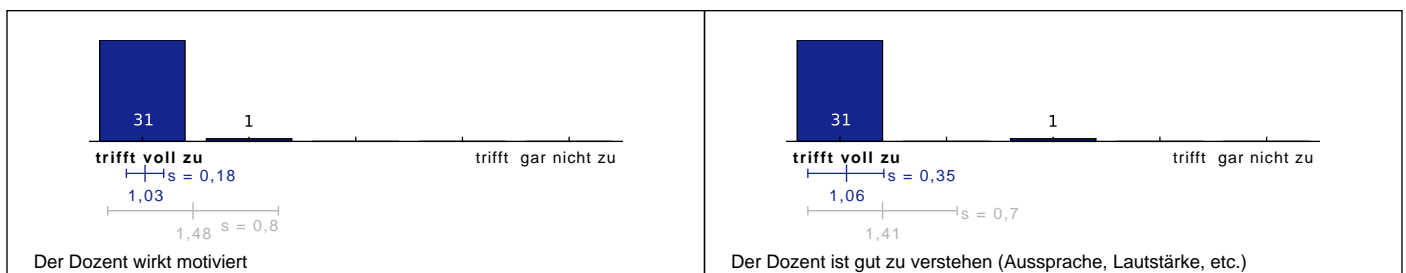 31
1
trifft voll zu
trifft gar nicht zu
s = 0,18
1,03
s = 0,8
1,48
Der Dozent wirkt motiviert
31
1
trifft voll zu
trifft gar nicht zu
s = 0,35
1,06
s = 0,7
1,41
Der Dozent ist gut zu verstehen (Aussprache, Lautstärke, etc.)